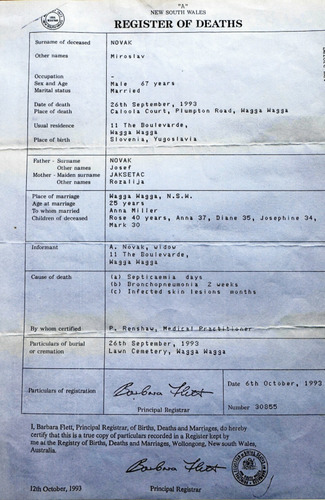 "A"
NEW SOUTH WALES
REGISTER OF DEATHS
Surname of deceased NOVAK
Other names Miroslav
Occupation -
Sex and Age Male 67 years
Marital status Married
Date of death 26th September, 1993
Place of death Caloola Court, Plumpton Road, Wagga Wagga
Usual residence 11 The Boulevarde,
Wagga Wagga
Place of birth Slovenia, Yugoslavia
Father - Surname NOVAK
Other names Josef
Mother - Maiden surname JAKSETAC
Other names Rozalija
Place of marriage Wagga Wagga, N.S.W.
Age at marriage 25 years
To whom married Anna Miller
Children of deceased Rose 40 years, Anna 37, Diane 35, Josephine 34,
Mark 30
Informant A. Novak, widow
11 The Boulevarde,
Wagga Wagga
Cause of death (a) Septicaemia days
(b) Bronchopneumonia 2 weeks
(c) Infected skin lesions months
By whom certified P. Renshaw, Medical Practitioner
Particulars of burial 26th September, 1993
or cremation Lawn Cemetery, Wagga Wagga
Particulars of registration Barbara Flett Date 6th October, 1993
Principal Registrar Number 30855
I, Barbara Flett, Principal Registrar, of Births, Deaths and Marriages, do hereby
certify that this is a true copy of particulars recorded in a Register kept by
me at the Registry of Births, Deaths and Marriages, Wollongong, New south Wales,
Australia.
Barbara Flett
12th October, 1993 Principal Registrar